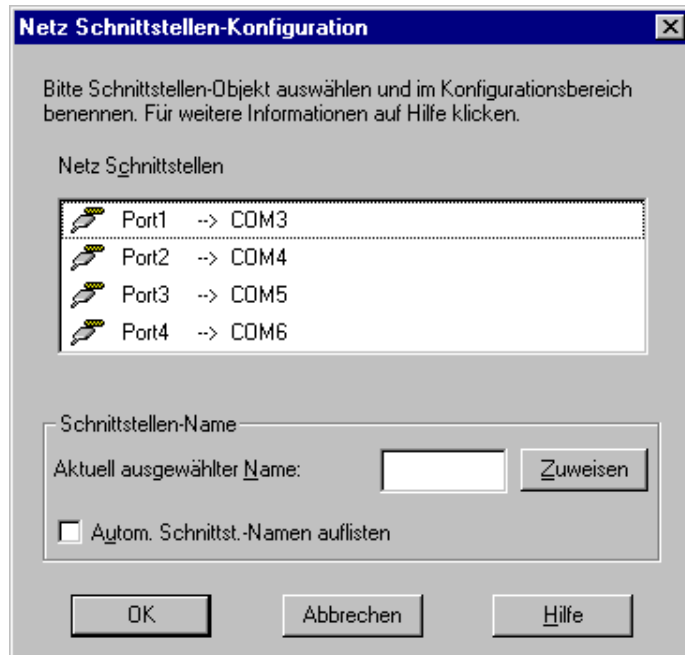 Netz Schnittstellen-Konfiguration
Bitte Schnittstellen-Objekt auswählen und im Konfigurationsbereich
benennen. Für weitere Informationen auf Hilfe klicken.
Netz Schnittstellen
Port1 --> COM3
Port2 --> COM4
Port3 --> COM5
Port4 --> COM6
Schnittstellen-Name
Aktuell ausgewählter Name:
Zuweisen
Autom. Schnittst.-Namen auflisten
OK Abbrechen Hilfe